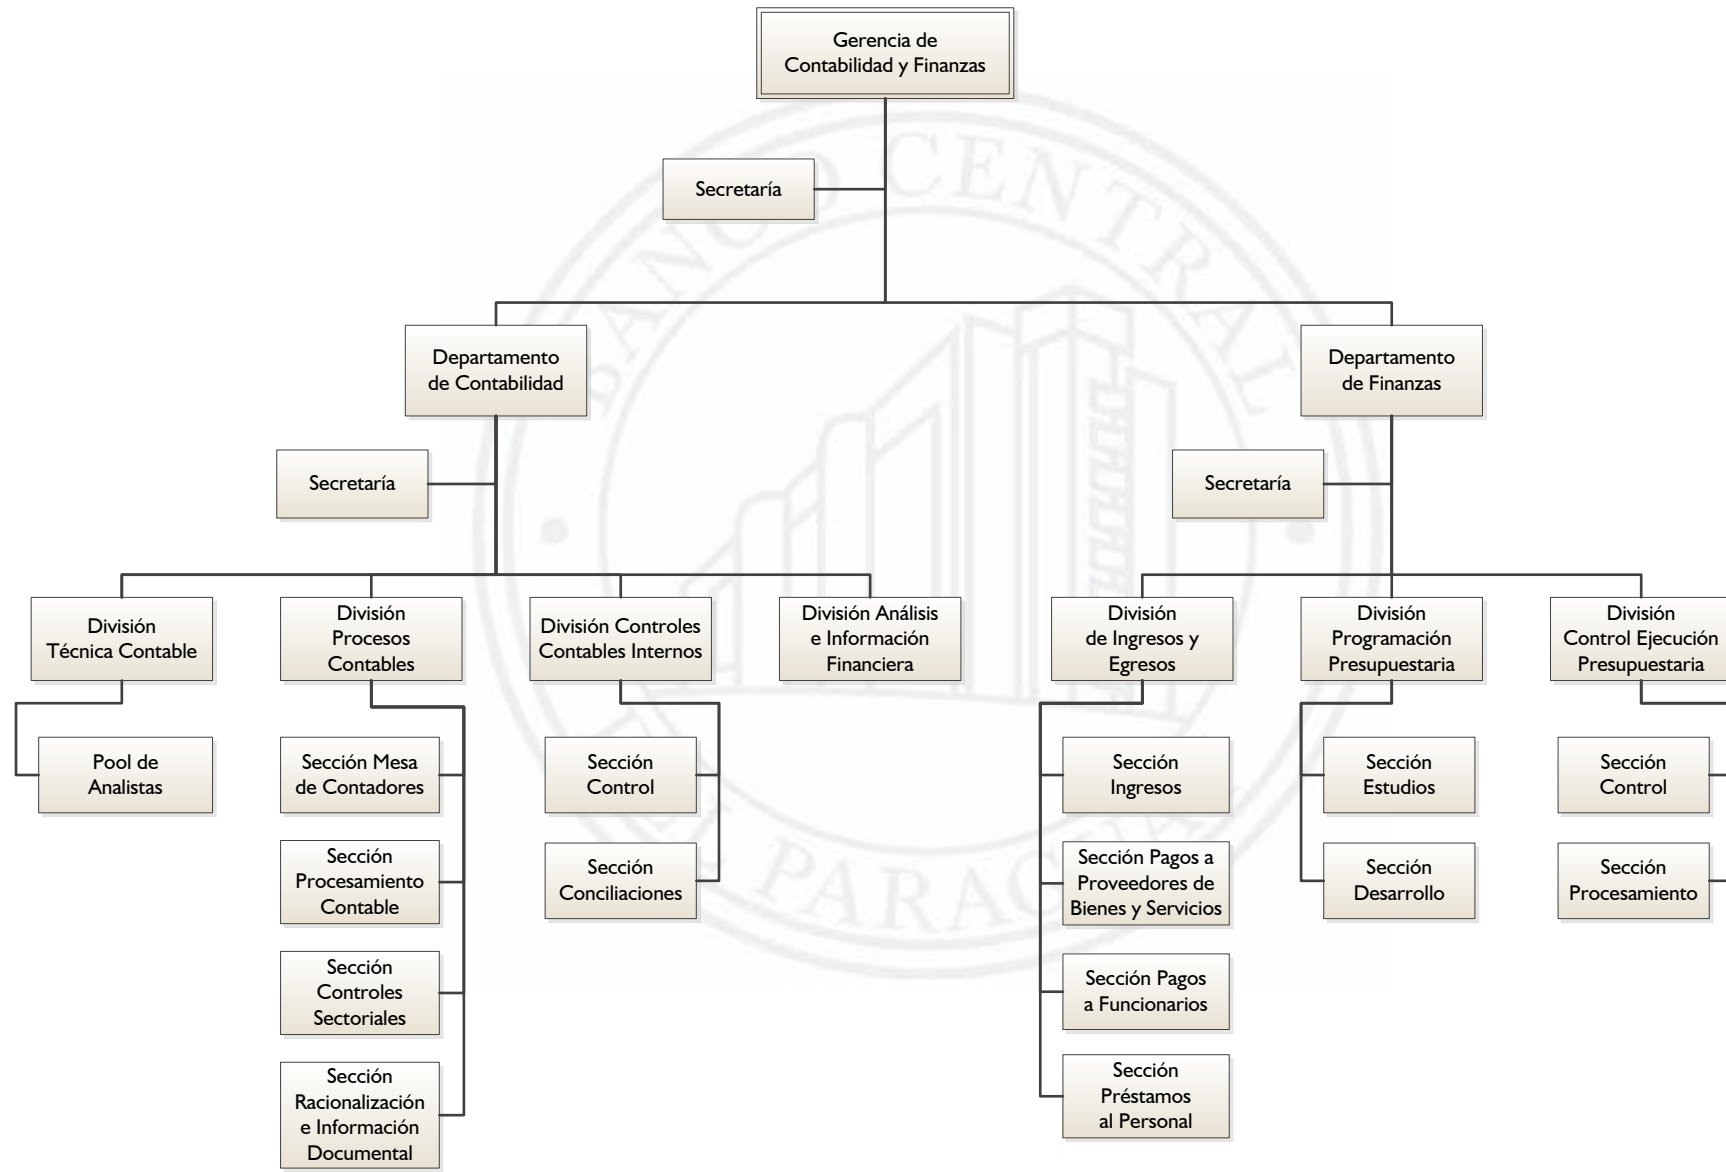 Gerencia de
Contabilidad y Finanzas
Secretaría
Departamento
de Contabilidad
Departamento
de Finanzas
Secretaría
Secretaría
División
Técnica Contable
División
Procesos
Contables
División Controles
Contables Internos
División Análisis
e Información
Financiera
División
de Ingresos y
Egresos
División
Programación
Presupuestaria
División
Control Ejecución
Presupuestaria
Pool de
Analistas
Sección Mesa
de Contadores
Sección
Procesamiento
Contable
Sección
Controles
Sectoriales
Sección
Racionalización
e Información
Documental
Sección
Control
Sección
Conciliaciones
Sección
Ingresos
Sección Pagos a
Proveedores de
Bienes y Servicios
Sección Pagos
a Funcionarios
Sección
Préstamos
al Personal
Sección
Estudios
Sección
Desarrollo
Sección
Control
Sección
Procesamiento
BANCO CENTRAL
DEL PARAGUAY